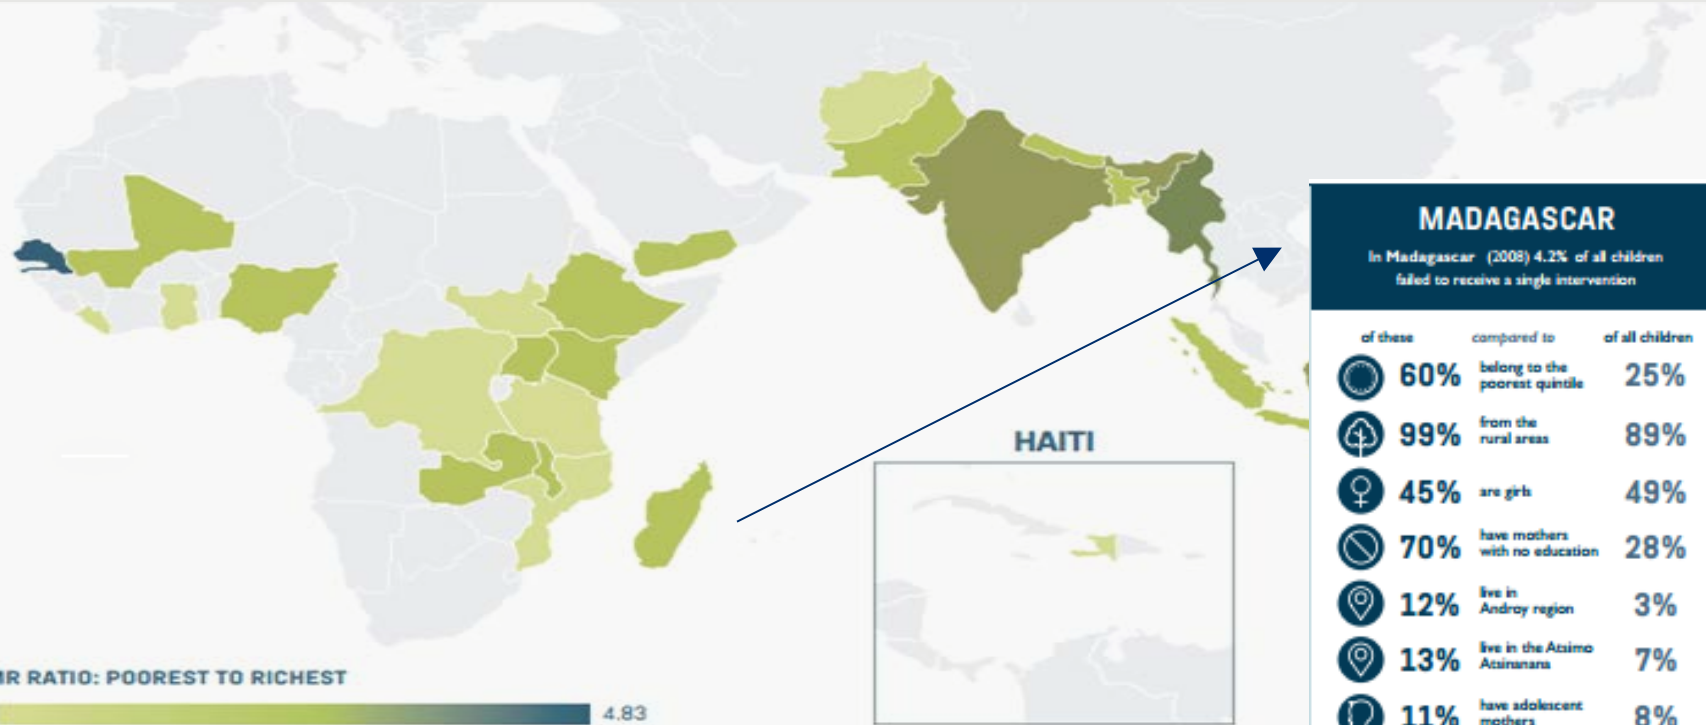 MADAGASCAR
In Madagascar (2008) 4.2% of all children
failed to receive a single intervention
of these compared to of all children
60% belong to the
poorest quintile 25%
99% from the
rural areas 89%
45% are girls 49%
70% have mothers
with no education 28%
12% live in
Androy region 3%
13% live in the Atsimo
Atsinanana 7%
11% have adolescent
mothers 8%
HAITI
MR RATIO: POOREST TO RICHEST
4.83